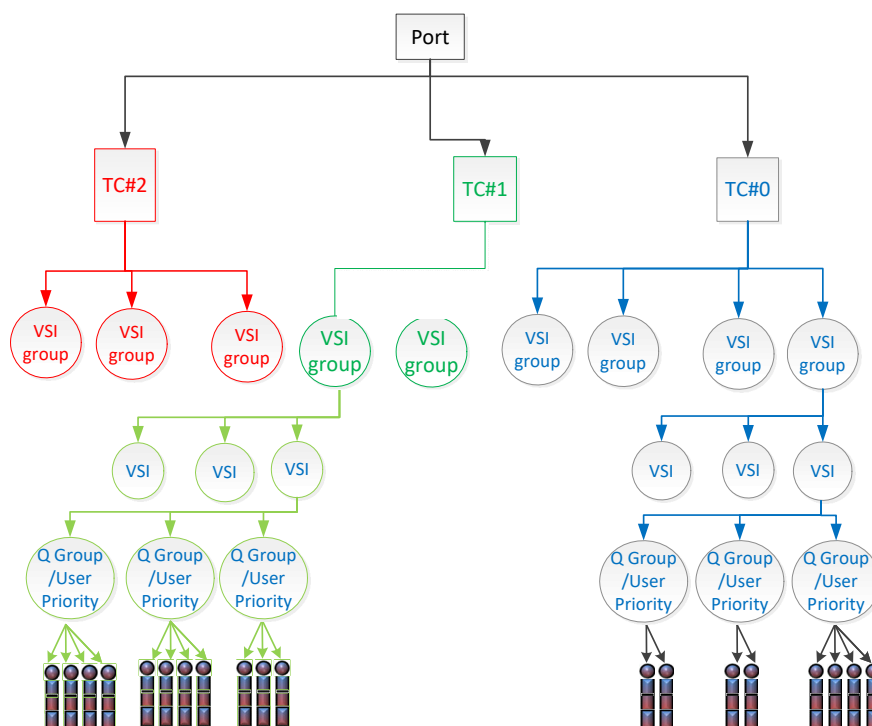 Port
TC#2
TC#1
TC#0
VSI
group
VSI
group
VSI
group
VSI
group
VSI
group
VSI
group
VSI
group
VSI
group
VSI
group
VSI
VSI
VSI
VSI
VSI
VSI
Q Group
/User
Priority
Q Group
/User
Priority
Q Group
/User
Priority
Q Group
/User
Priority
Q Group
/User
Priority
Q Group
/User
Priority